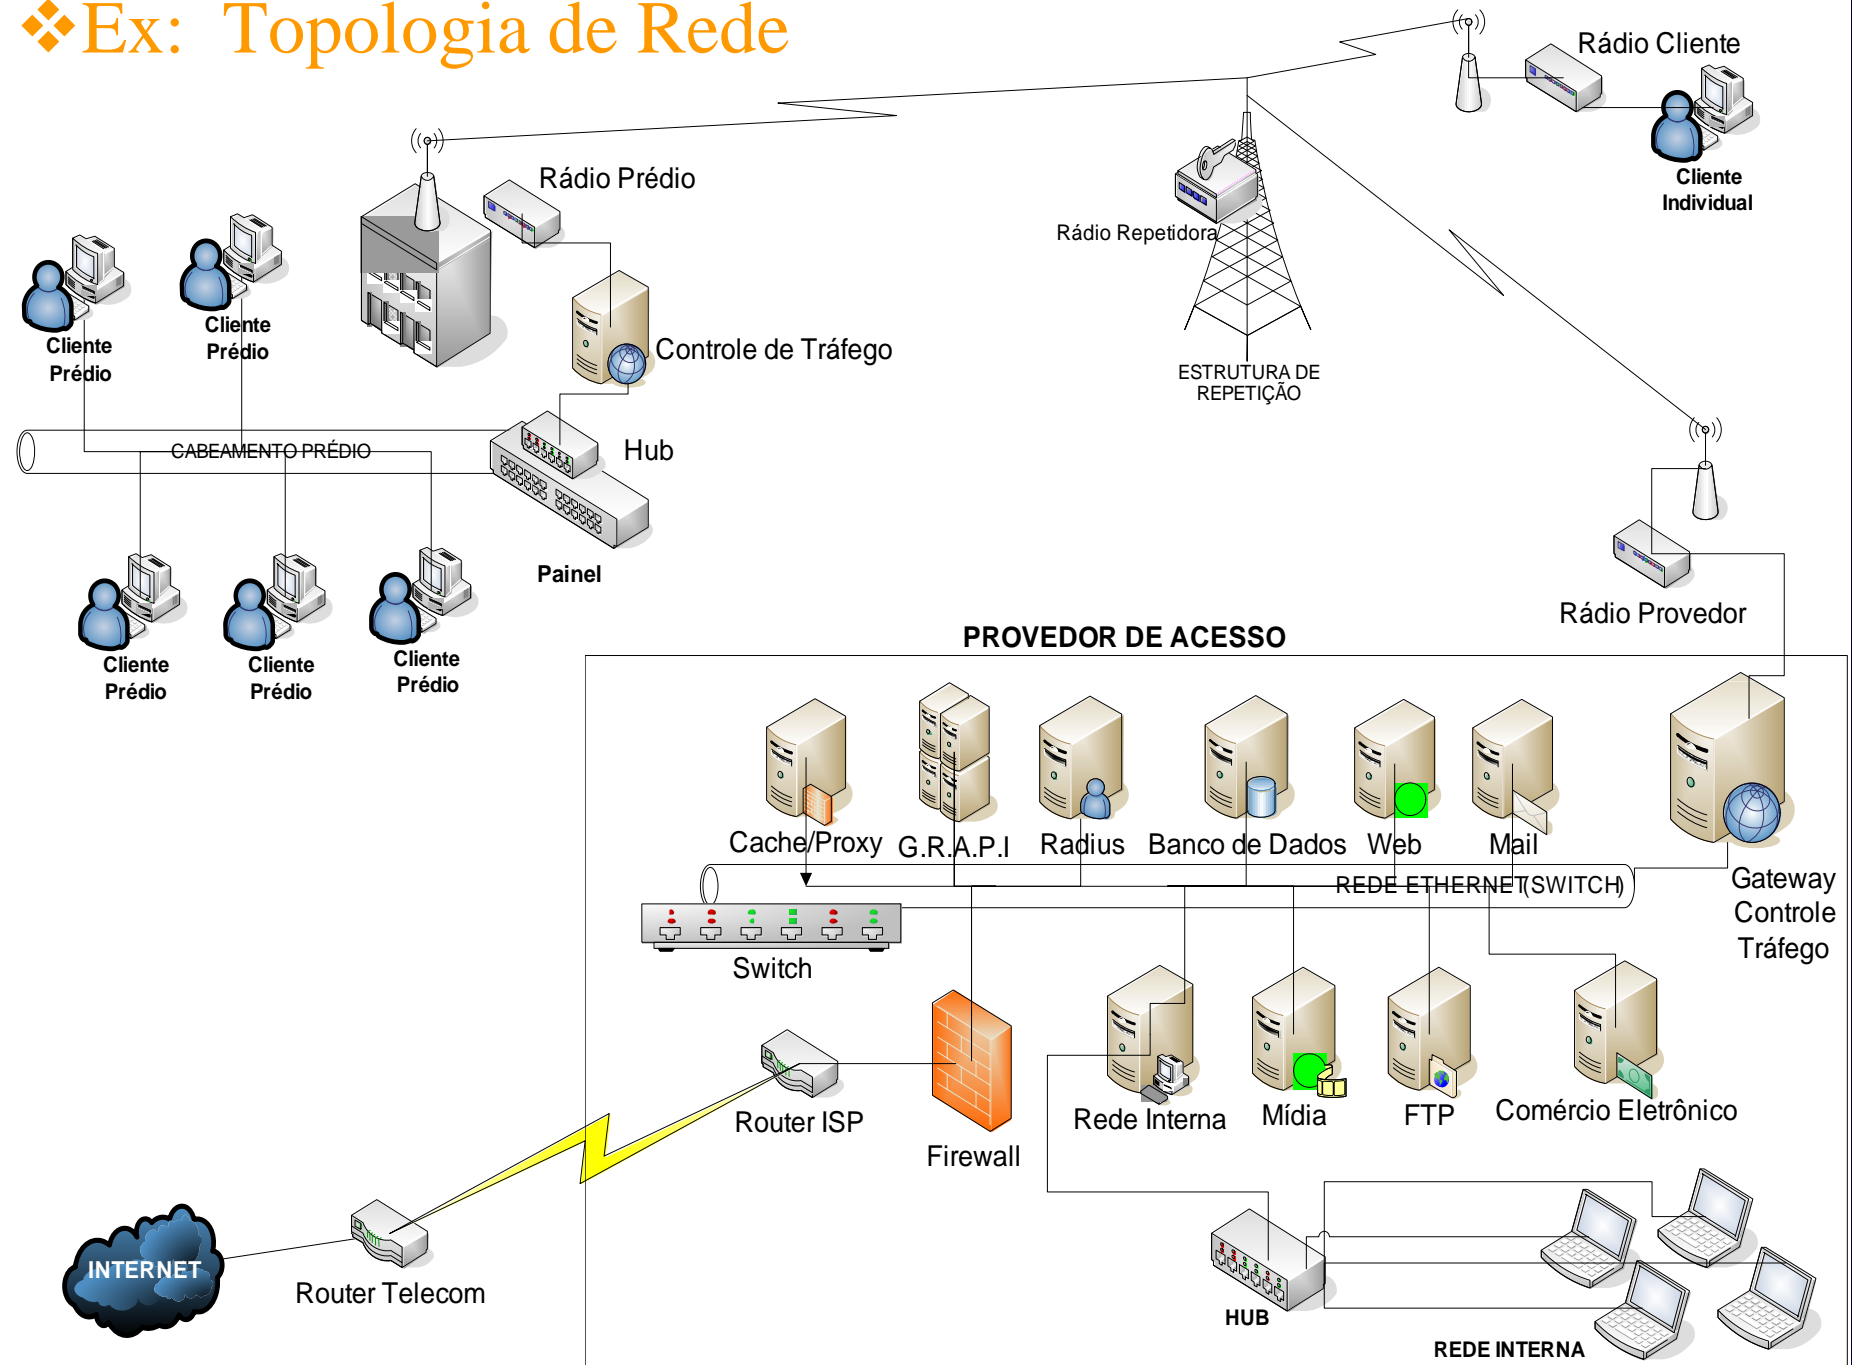 Ex: Topologia de Rede
Rádio Cliente
Cliente
Individual
Rádio Prédio
Rádio Repetidora
Cliente
Prédio
Cliente
Prédio
Controle de Tráfego
ESTRUTURA DE
REPETIÇÃO
CABEAMENTO PRÉDIO
Hub
Painel
Rádio Provedor
Cliente
Prédio
Cliente
Prédio
Cliente
Prédio
PROVEDOR DE ACESSO
Cache/Proxy
G.R.A.P.I
Radius
Banco de Dados
Web
Mail
REDE ETHERNET(SWITCH)
Gateway
Controle
Tráfego
Switch
Router ISP
Firewall
Rede Interna
Mídia
FTP
Comércio Eletrônico
INTERNET
Router Telecom
HUB
REDE INTERNA